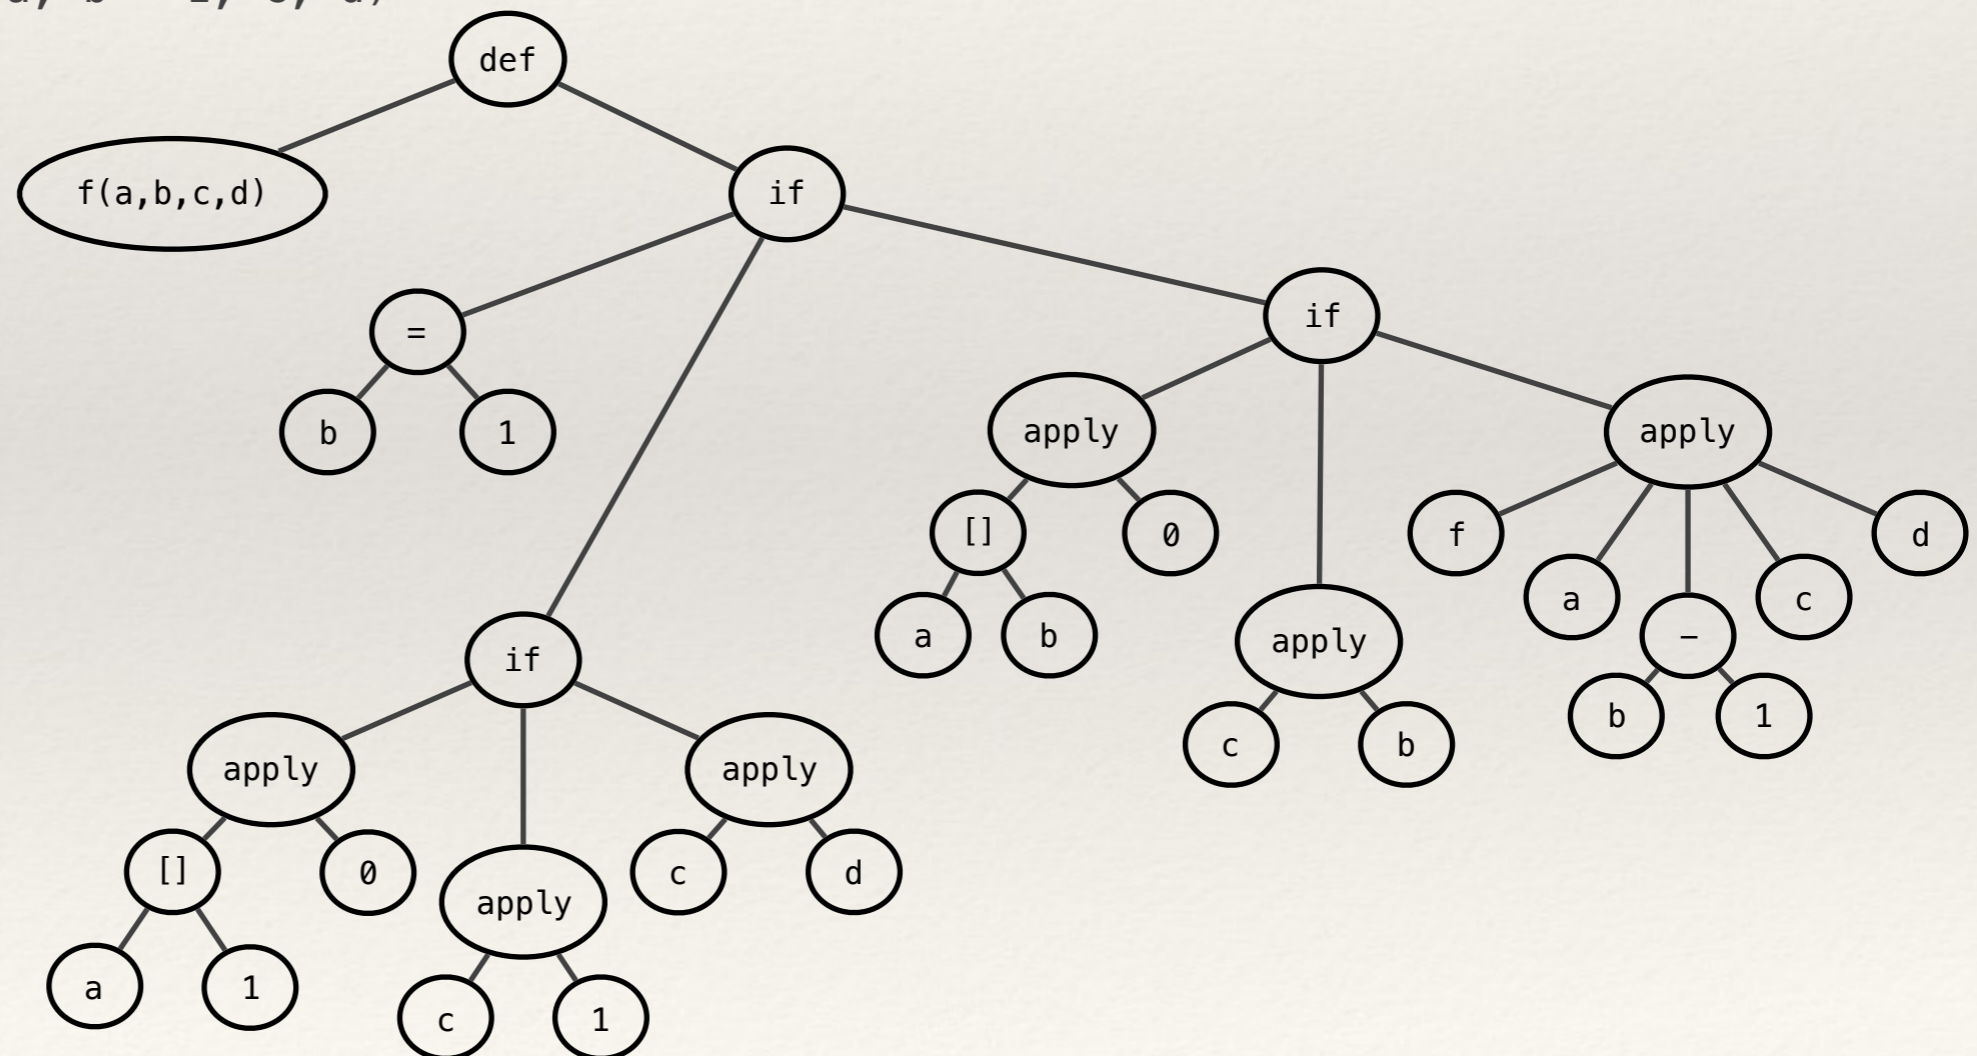 def
f(a,b,c,d)
if
=
if
b
1
apply
apply
[]
0
f
d
a
c
a
b
–
apply
if
b
1
c
b
apply
apply
[]
0
c
d
apply
a
1
c
1